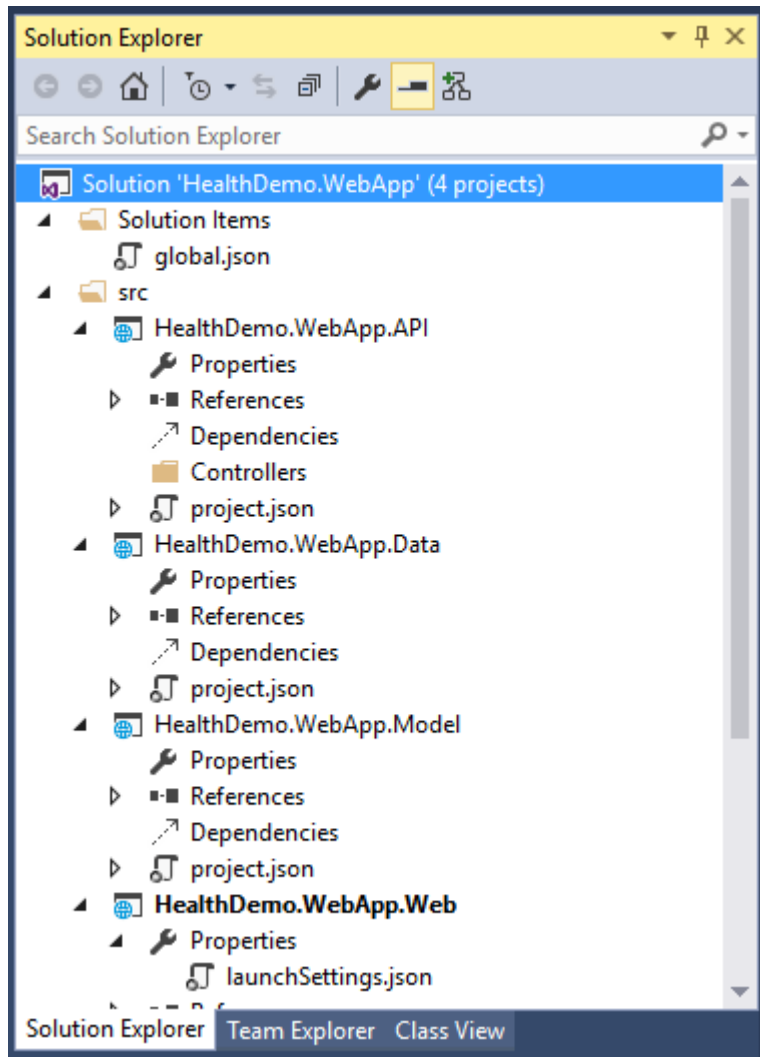 Solution Explorer
Search Solution Explorer
Solution 'HealthDemo.WebApp' (4 projects)
Solution Items
global.json
src
HealthDemo.WebApp.API
Properties
References
Dependencies
Controllers
project.json
HealthDemo.WebApp.Data
Properties
References
Dependencies
project.json
HealthDemo.WebApp.Model
Properties
References
Dependencies
project.json
HealthDemo.WebApp.Web
Properties
launchSettings.json
Solution Explorer Team Explorer Class View